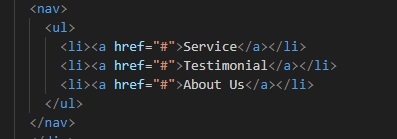 <nav>
<ul>
<li><a href="#">Service</a></li>
<li><a href="#">Testimonial</a></li>
<li><a href="#">About Us</a></li>
</ul>
</nav>